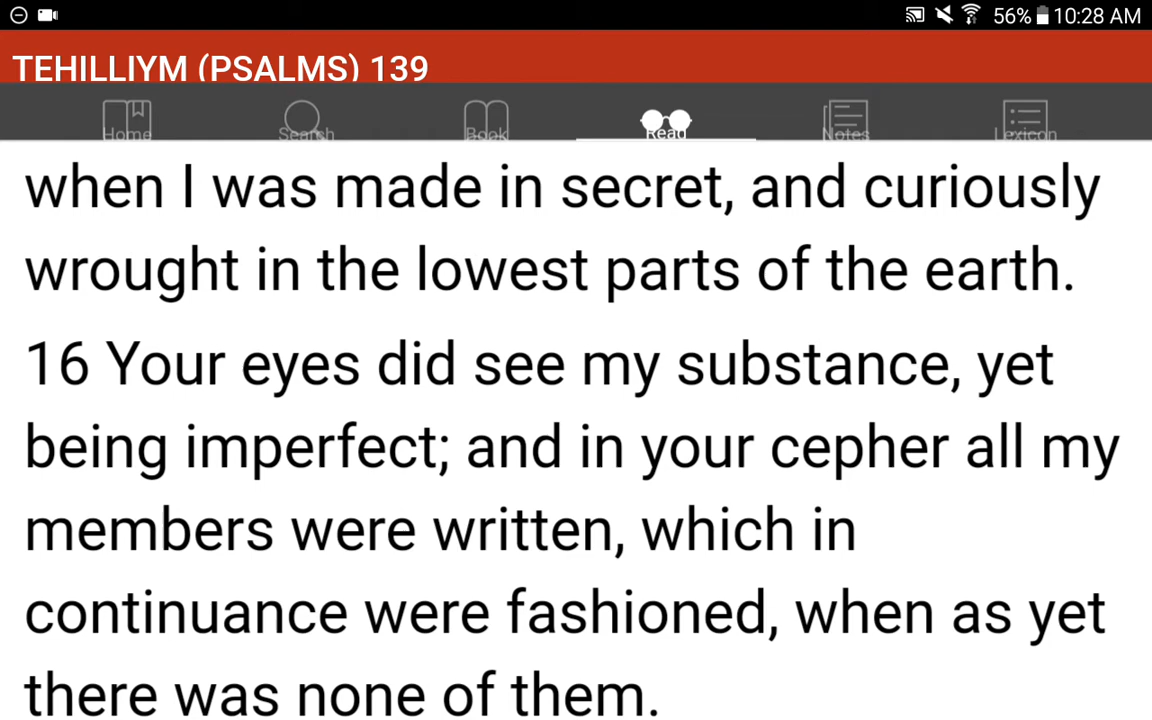 56% 10:28 AM
TEHILLIYM (PSALMS) 139
Home Search Book Read Notes Lexicon
when I was made in secret, and curiously
wrought in the lowest parts of the earth.
16 Your eyes did see my substance, yet
being imperfect; and in your cepher all my
members were written, which in
continuance were fashioned, when as yet
there was none of them.